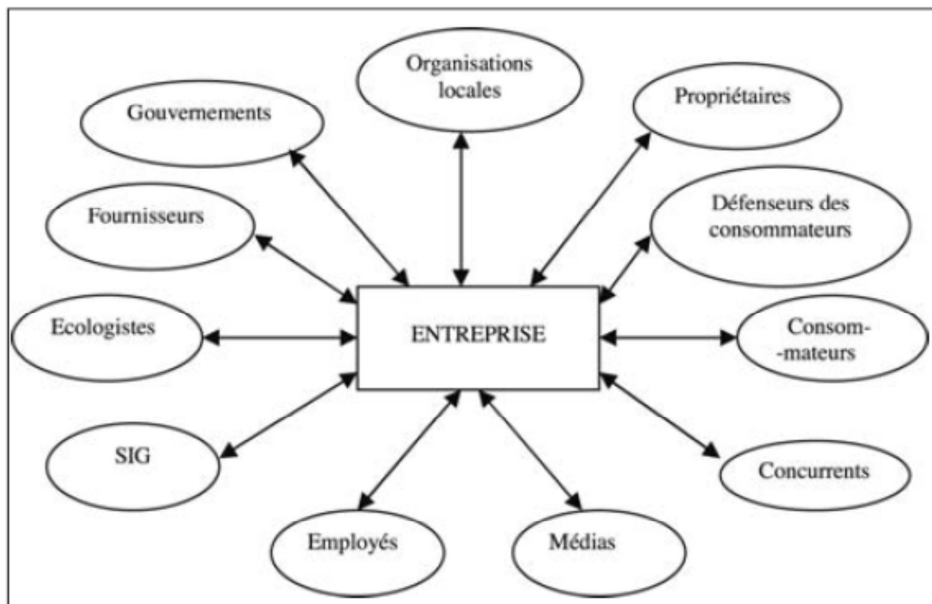 Organisations
locales
Gouvernements
Propriétaires
Fournisseurs
Défenseurs des
consommateurs
Ecologistes
ENTREPRISE
Consom-
-mateurs
SIG
Concurrents
Employés
Médias